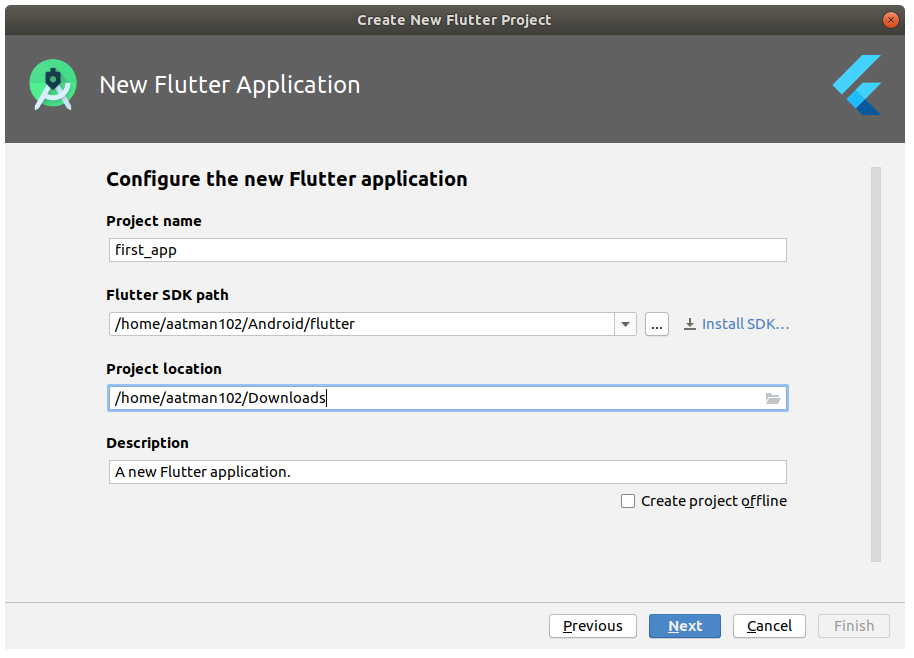 Create New Flutter Project
New Flutter Application
Configure the new Flutter application
Project name
first_app
Flutter SDK path
/home/aatman102/Android/flutter
...
Install SDK...
Project location
/home/aatman102/Downloads
Description
A new Flutter application.
Create project offline
Previous
Next
Cancel
Finish